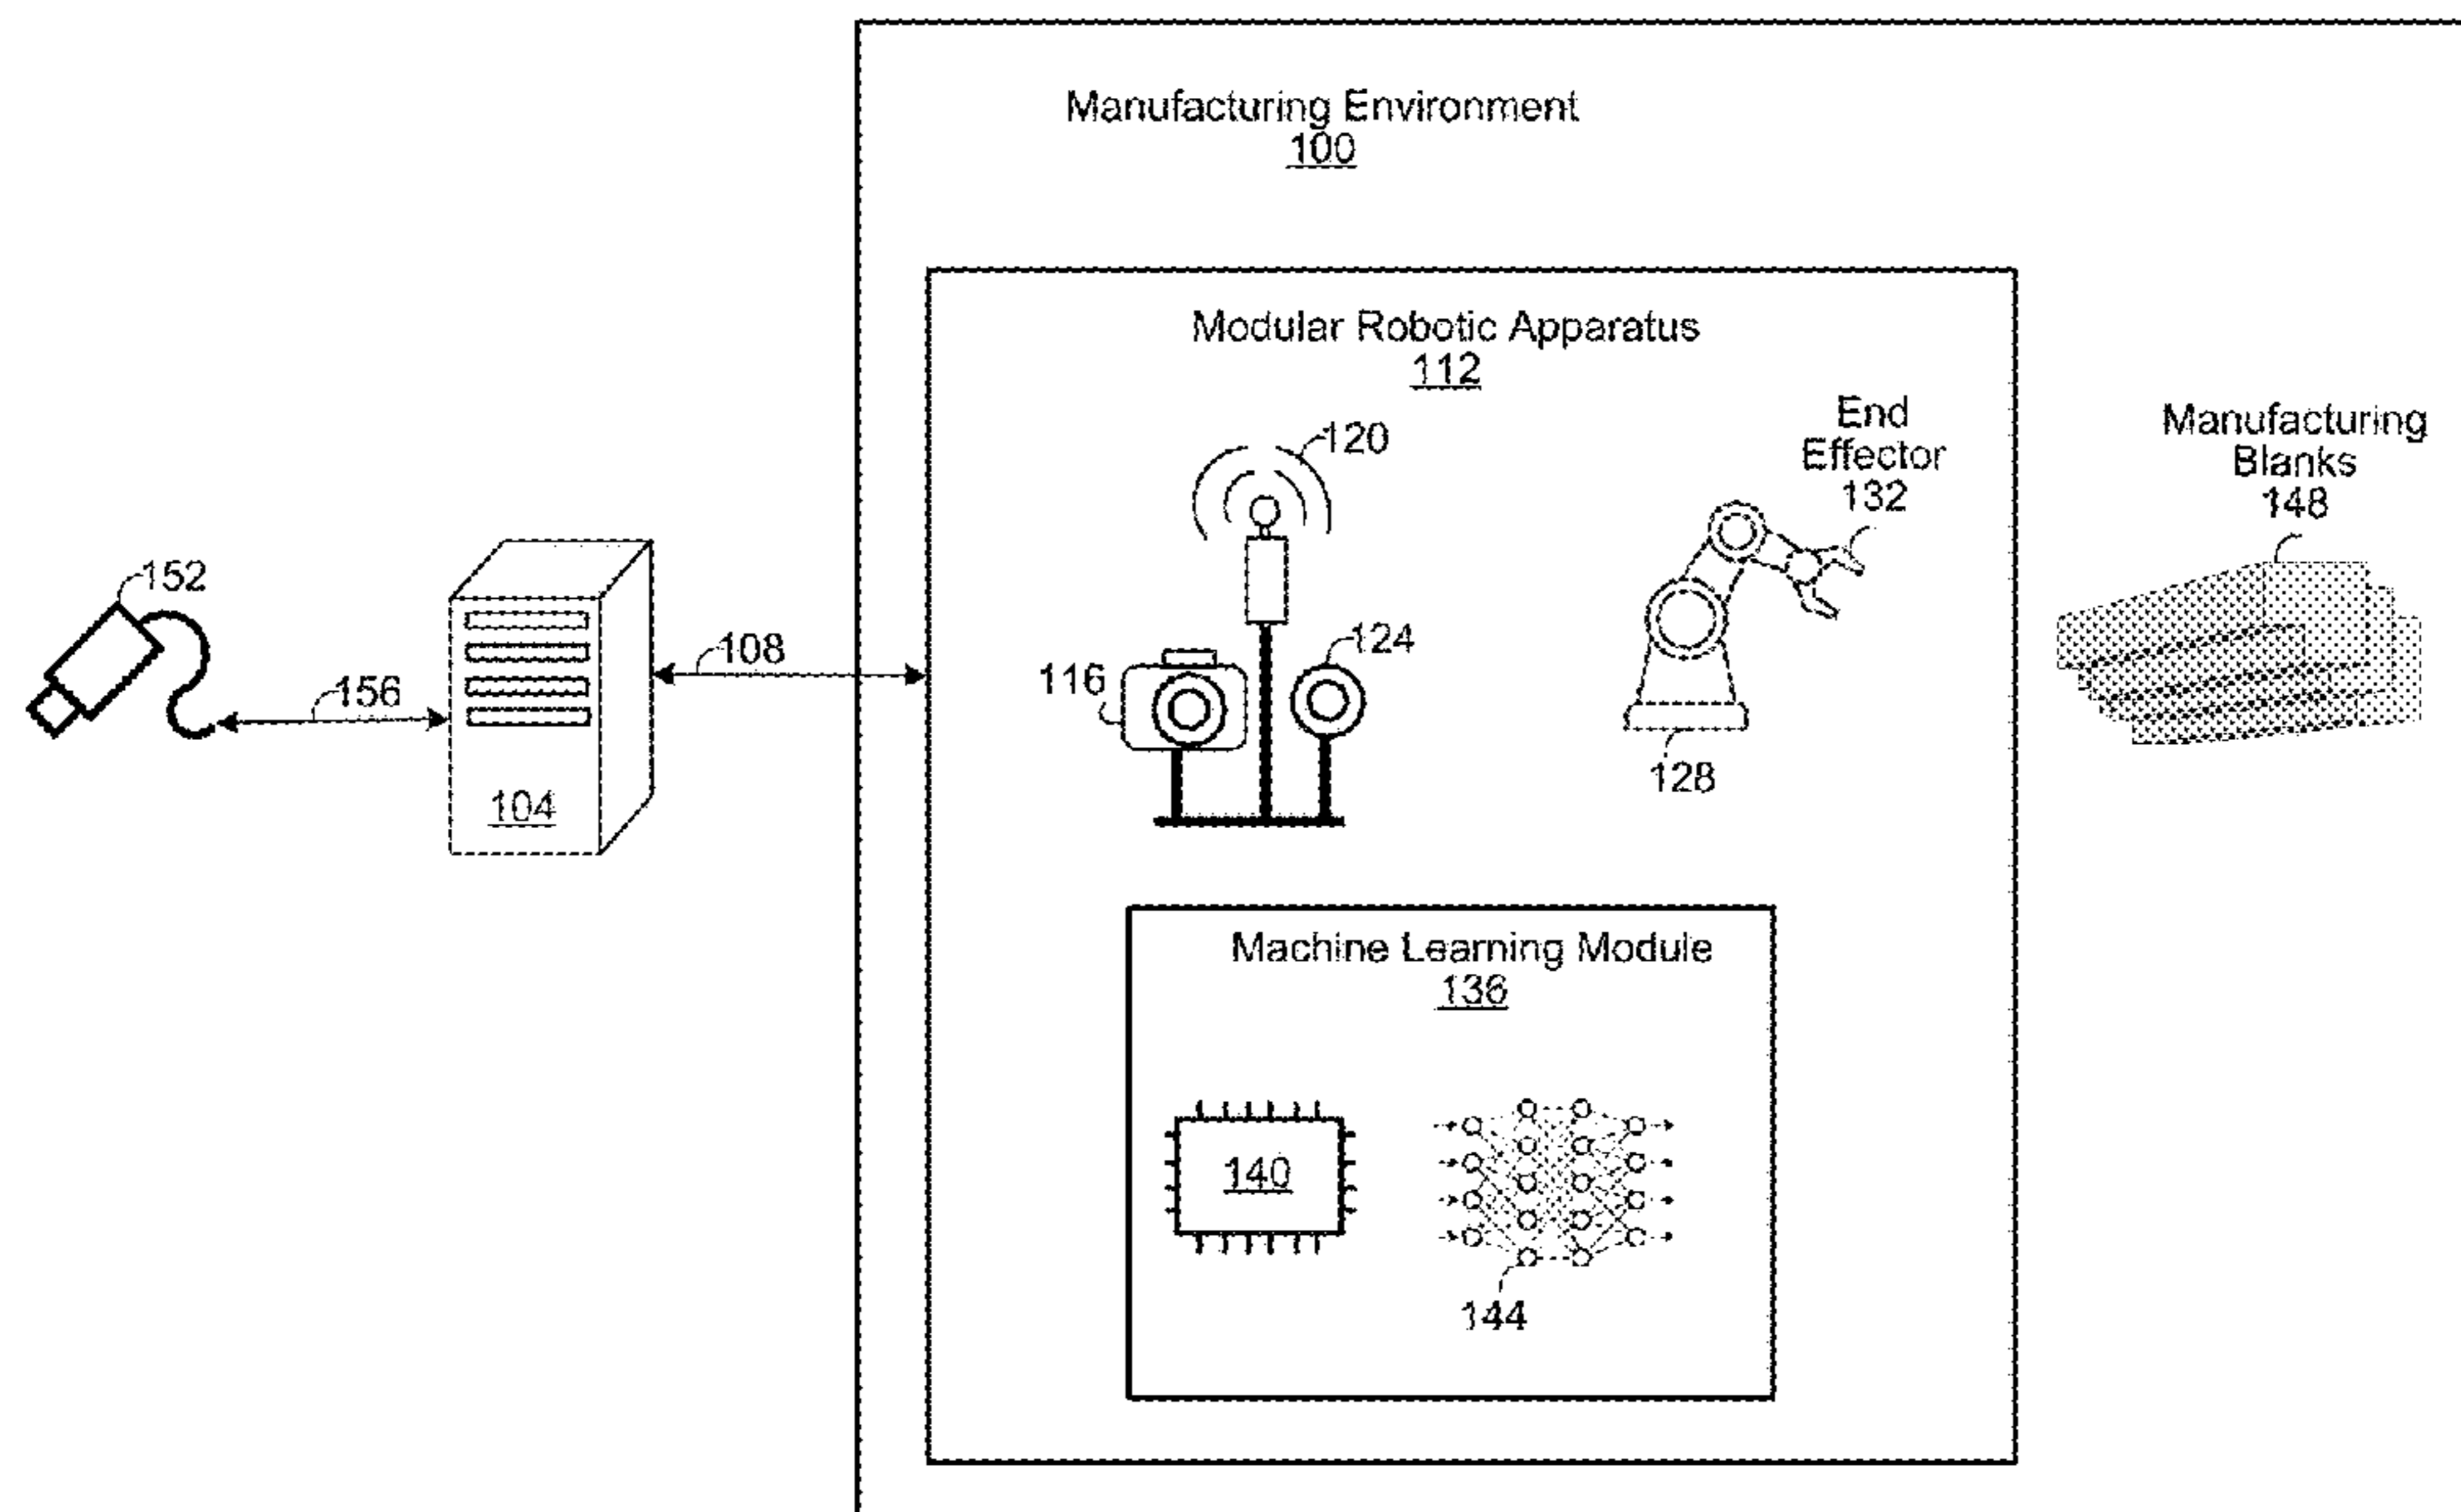 Manufacturing Environment
100
Modular Robotic Apparatus
112
End
Effector
132
Manufacturing
Blanks
148
120
152
124
108
116
156
128
104
Machine Learning Module
136
140
144